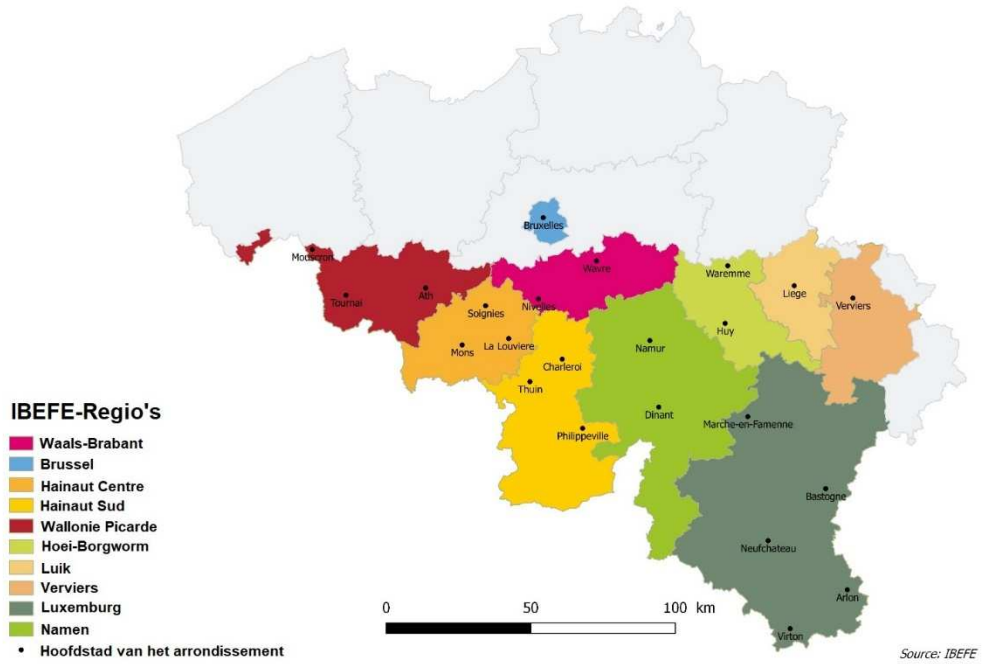 Bruxelles
Mouscron
Wavre
Waremme
Tournai
Ath
Nivelles
Liege
Verviers
Soignies
Huy
Mons
La Louviere
Namur
Charleroi
Thuin
Dinant
Marche-en-Famenne
Philippeville
Bastogne
Neufchateau
Arlon
Virton
IBEFE-Regio's
Waals-Brabant
Brussel
Hainaut Centre
Hainaut Sud
Wallonie Picarde
Hoei-Borgworm
Luik
Verviers
Luxemburg
Namen
Hoofdstad van het arrondissement
0 50 100 km
Source: IBEFE